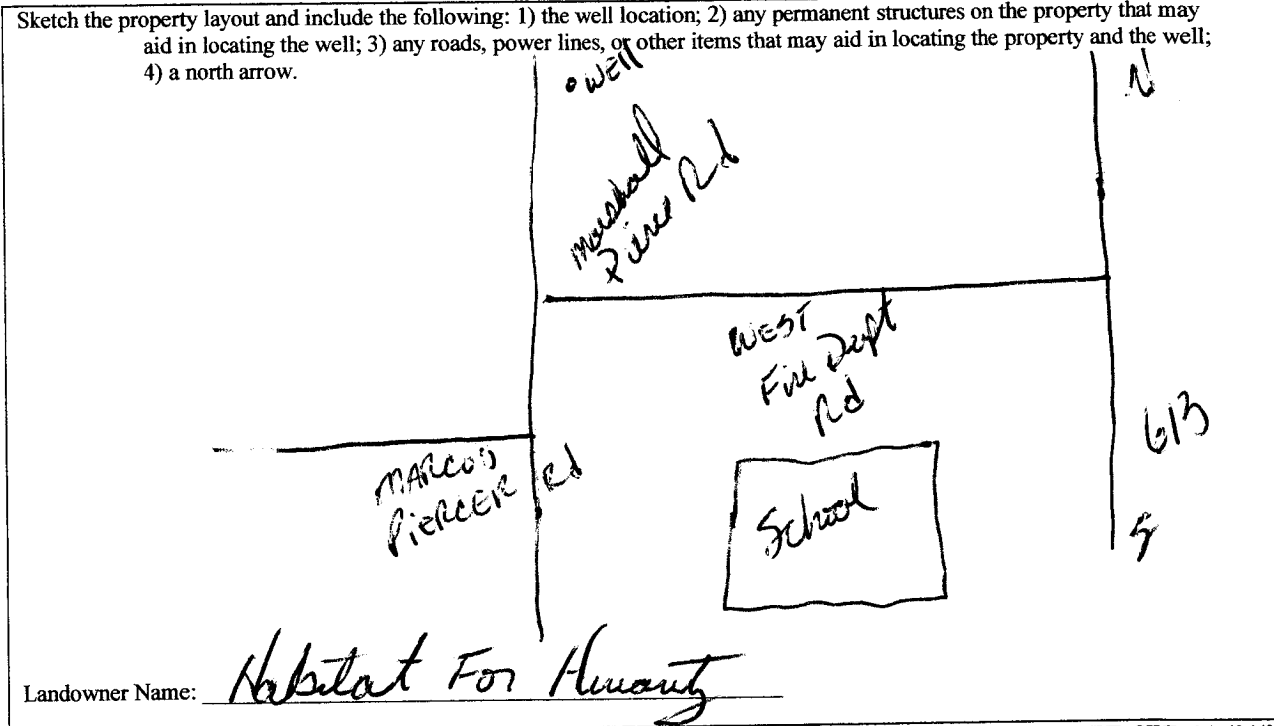 Sketch the property layout and include the following: 1) the well location; 2) any permanent structures on the property that may
aid in locating the well; 3) any roads, power lines, or other items that may aid in locating the property and the well;
4) a north arrow.
WEll
N
Marshall
Pierce Rd
WEST
Fire Dept
Rd
613
MARCUS
PiERCER Rd
School
S
Landowner Name: Habitat For Humanity